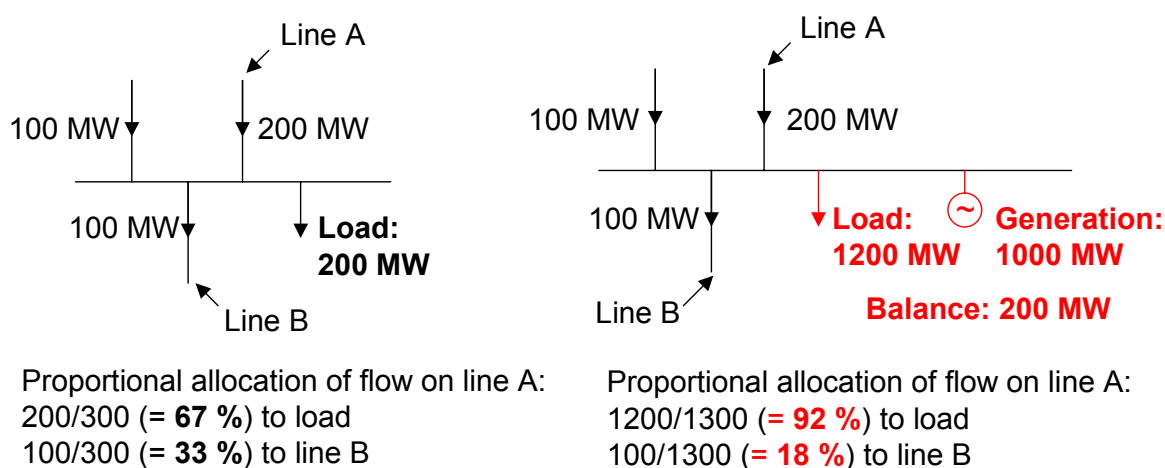 Line A
100 MW
200 MW
100 MW
Load:
200 MW
Line B
Proportional allocation of flow on line A:
200/300 (= 67 %) to load
100/300 (= 33 %) to line B
Line A
100 MW
200 MW
100 MW
Load:
1200 MW
~
Generation:
1000 MW
Balance: 200 MW
Line B
Proportional allocation of flow on line A:
1200/1300 (= 92 %) to load
100/1300 (= 18 %) to line B